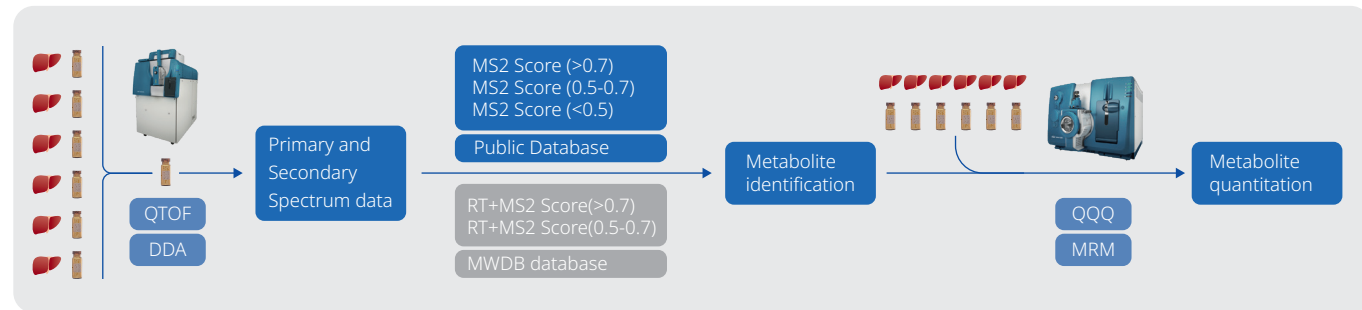 QTOF
DDA
Primary and
Secondary
Spectrum data
MS2 Score (>0.7)
MS2 Score (0.5-0.7)
MS2 Score (<0.5)
Public Database
RT+MS2 Score(>0.7)
RT+MS2 Score(0.5-0.7)
MWDB database
Metabolite
identification
QQQ
MRM
Metabolite
quantitation